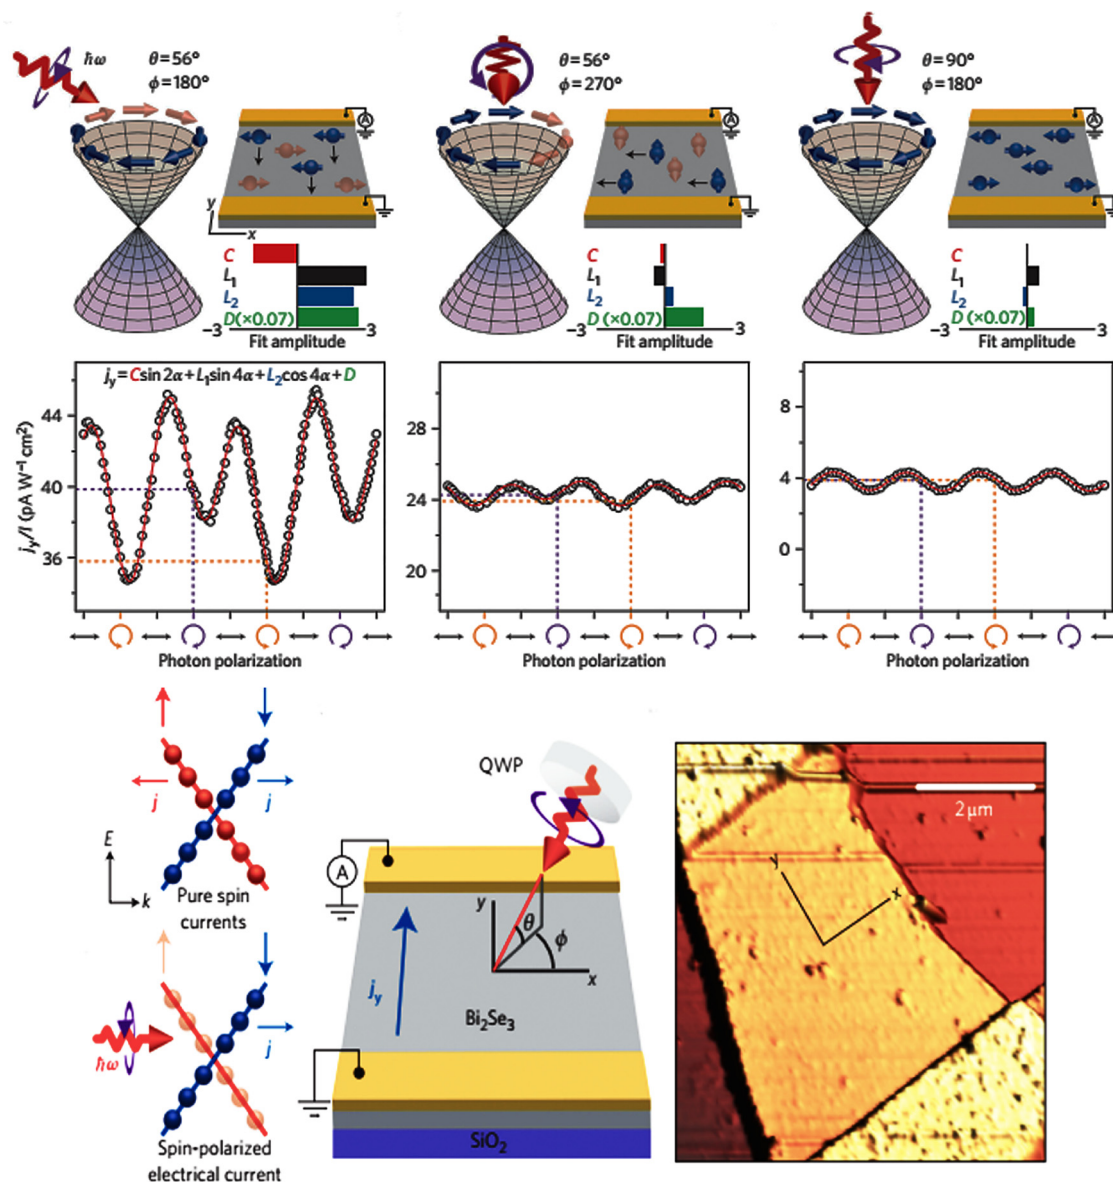 ħω
θ=56°
ϕ=180°
A
y
x
C
L₁
L₂
D(×0.07)
−3
3
Fit amplitude
θ=56°
ϕ=270°
A
C
L₁
L₂
D (×0.07)
−3
3
Fit amplitude
θ=90°
ϕ=180°
A
C
L₁
L₂
D (×0.07)
−3
3
Fit amplitude
j_y = C sin 2α + L₁ sin 4α + L₂ cos 4α + D
j_y/I (pA W⁻¹ cm²)
44
40
36
Photon polarization
28
24
20
Photon polarization
8
4
0
Photon polarization
j
j
E
k
Pure spin
currents
ħω
j
Spin-polarized
electrical current
QWP
A
y
θ
ϕ
x
j_y
Bi₂Se₃
SiO₂
2 μm
y
x